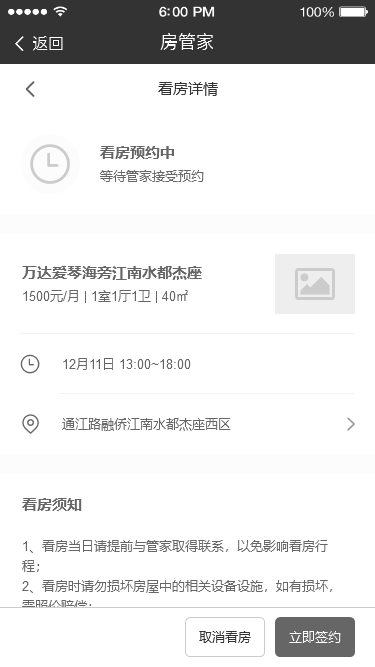 6:00 PM 100%
返回 房管家
看房详情
看房预约中
等待管家接受预约
万达爱琴海旁江南水都杰座
1500元/月 | 1室1厅1卫 | 40㎡
12月11日 13:00~18:00
通江路融侨江南水都杰座西区
看房须知
1、看房当日请提前与管家取得联系，以免影响看房行
程；
2、看房时请勿损坏房屋中的相关设备设施，如有损坏，
需照价赔偿；
取消看房 立即签约